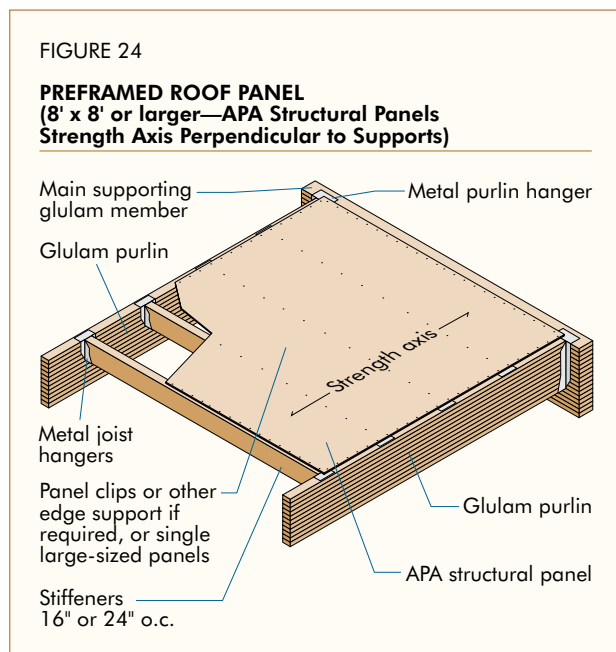 FIGURE 24
PREFRAMED ROOF PANEL
(8' x 8' or larger—APA Structural Panels
Strength Axis Perpendicular to Supports)
Main supporting
glulam member
Metal purlin hanger
Glulam purlin
Strength axis
Metal joist
hangers
Panel clips or other
edge support if
required, or single
large-sized panels
Glulam purlin
APA structural panel
Stiffeners
16" or 24" o.c.